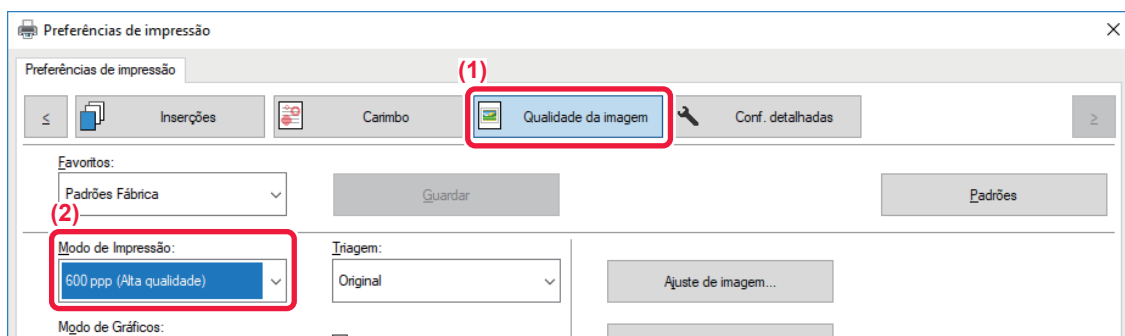 Preferências de impressão
Preferências de impressão
(1)
< Inserções Carimbo Qualidade da imagem Conf. detalhadas >
Favoritos:
Padrões Fábrica Guardar Padrões
(2)
Modo de Impressão: Triagem:
600 ppp (Alta qualidade) Original Ajuste de imagem...
Modo de Gráficos: